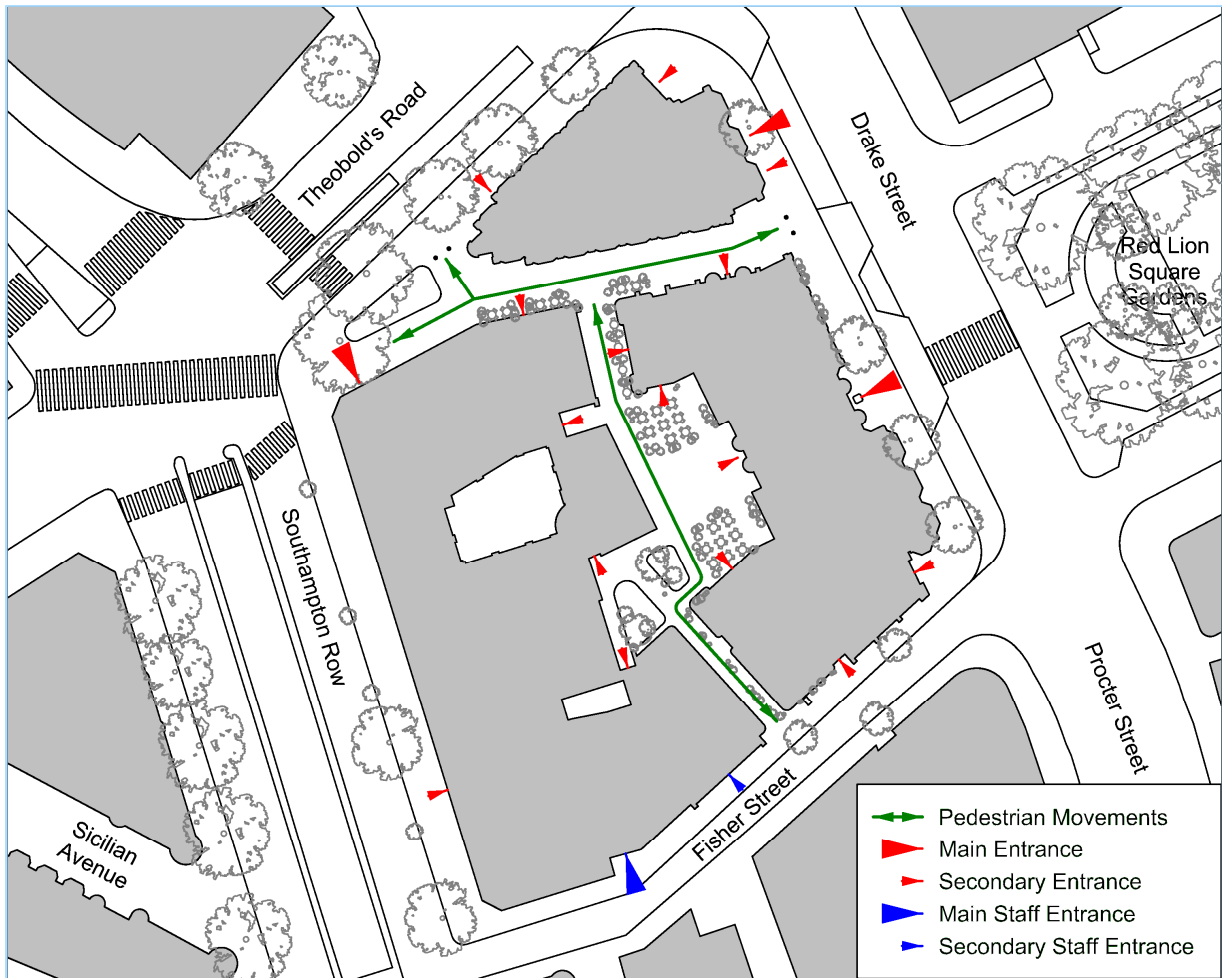 Theobold's Road
Drake Street
Red Lion
Square
Gardens
Southampton Row
Procter Street
Fisher Street
Sicilian
Avenue
Pedestrian Movements
Main Entrance
Secondary Entrance
Main Staff Entrance
Secondary Staff Entrance